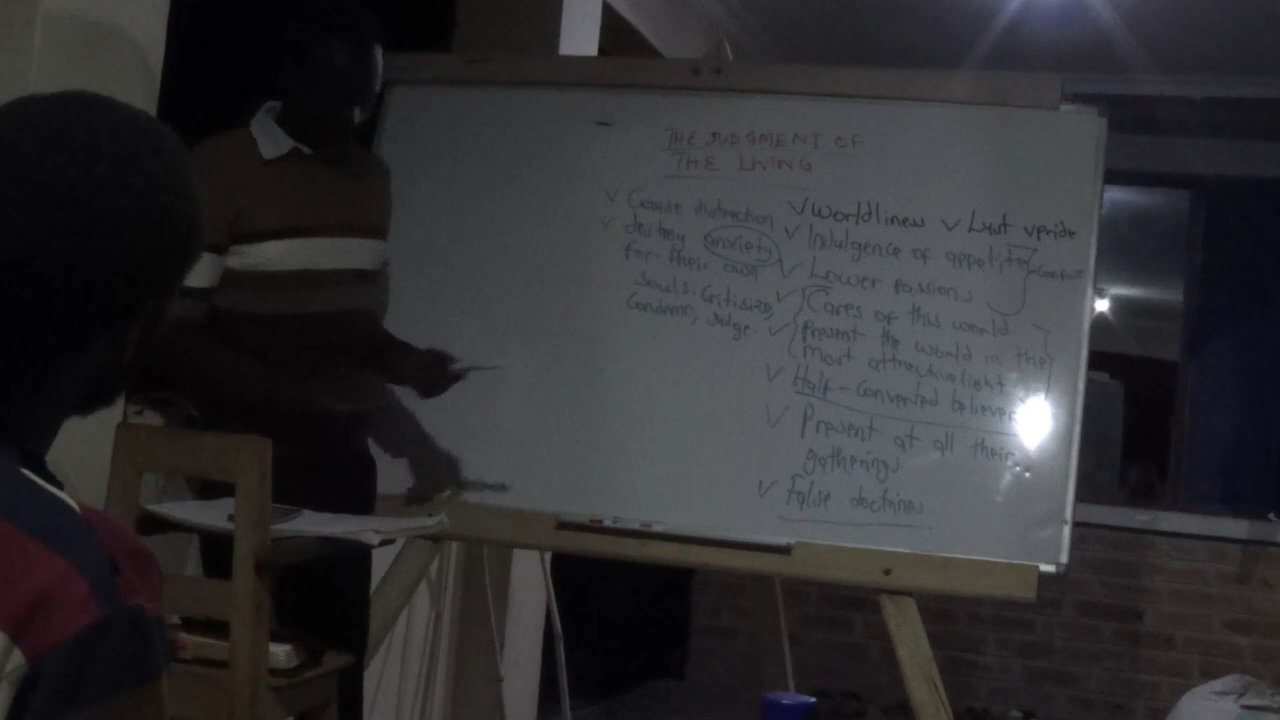 THE JUDGMENT OF
THE LIVING
✓ Cause distraction
✓ destroy anxiety
for their own
souls. Criticize,
Condemn, Judge.
✓ Worldliness ✓ Lust
✓ Indulgence of appetite
✓ Lower passions
✓ Cares of this world
✓ Present the world in the
most attractive light
✓ Half-converted believer
✓ Present at all their
gatherings
✓ False doctrines